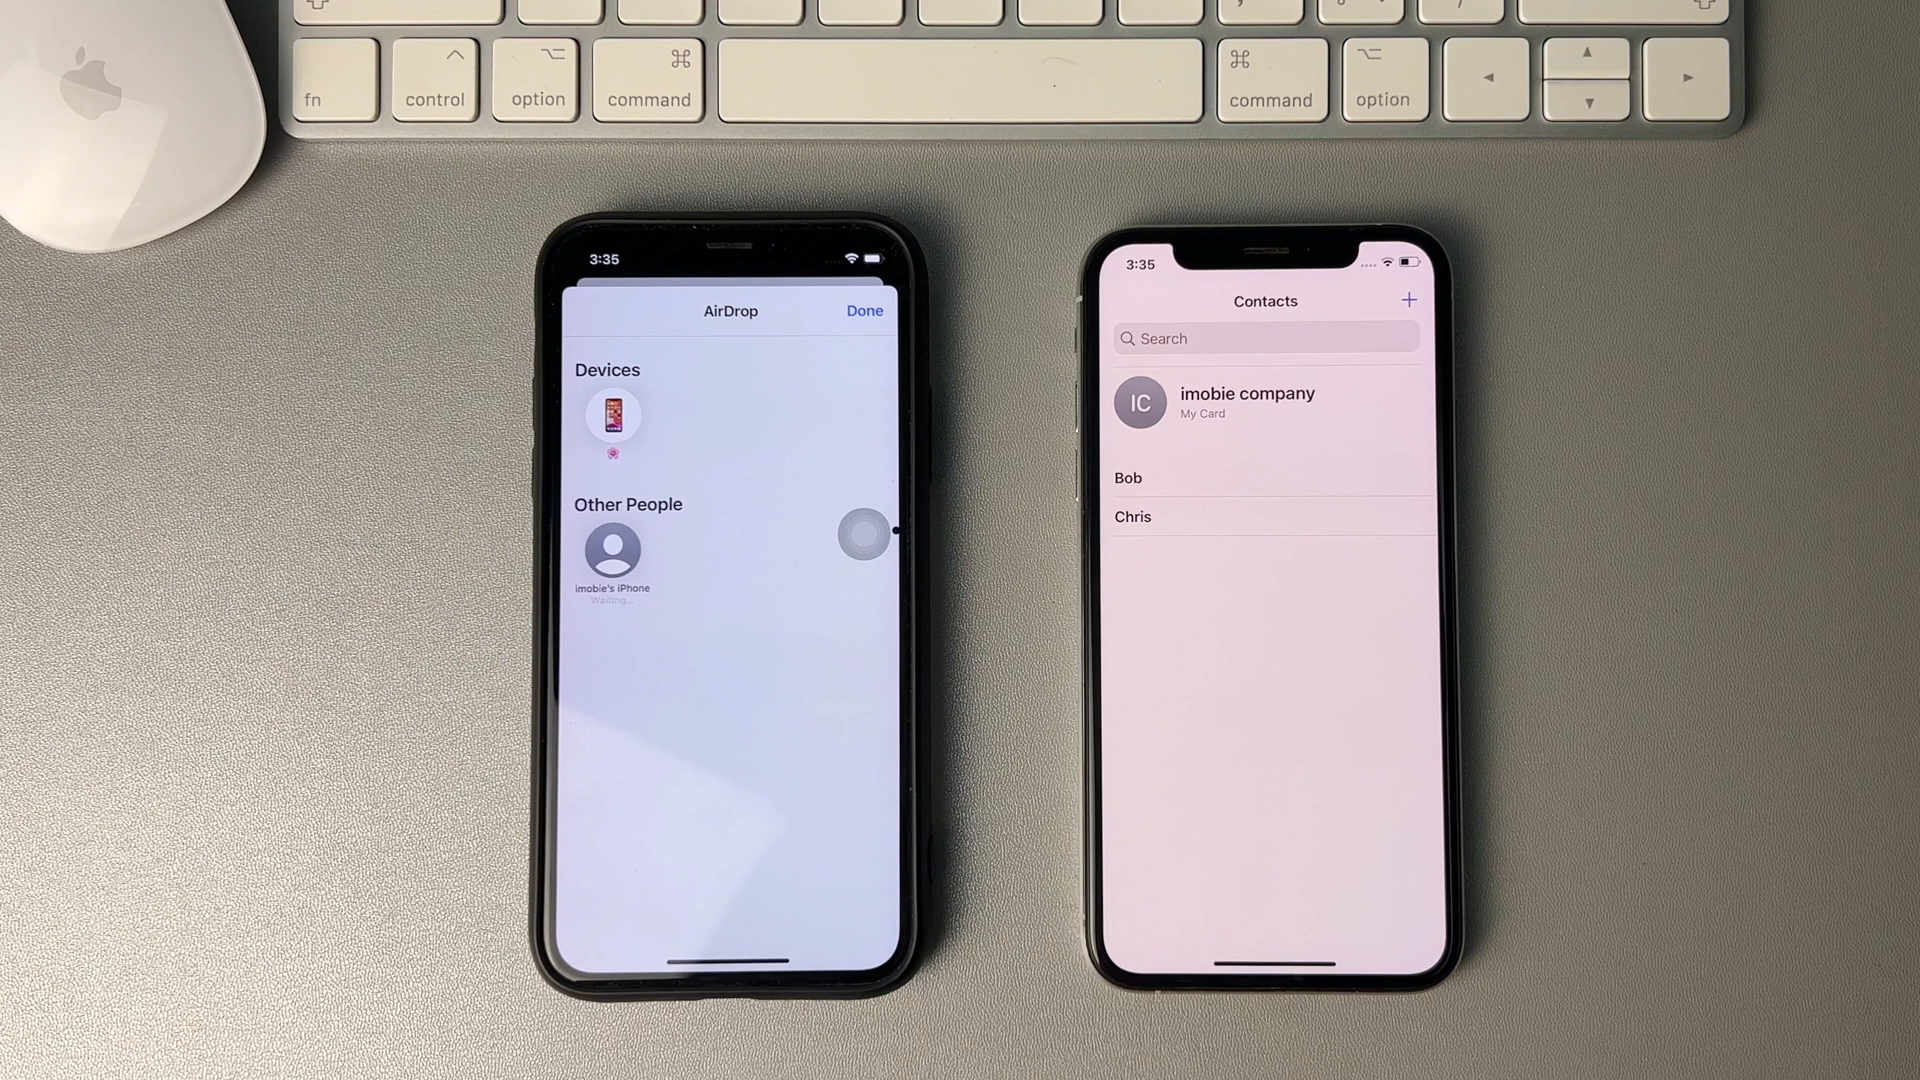 fn
control
option
command
⌘
⌘
command
option
3:35
AirDrop
Done
Devices
Other People
imobie's iPhone
Waiting...
3:35
Contacts
+
Search
IC
imobie company
My Card
Bob
Chris